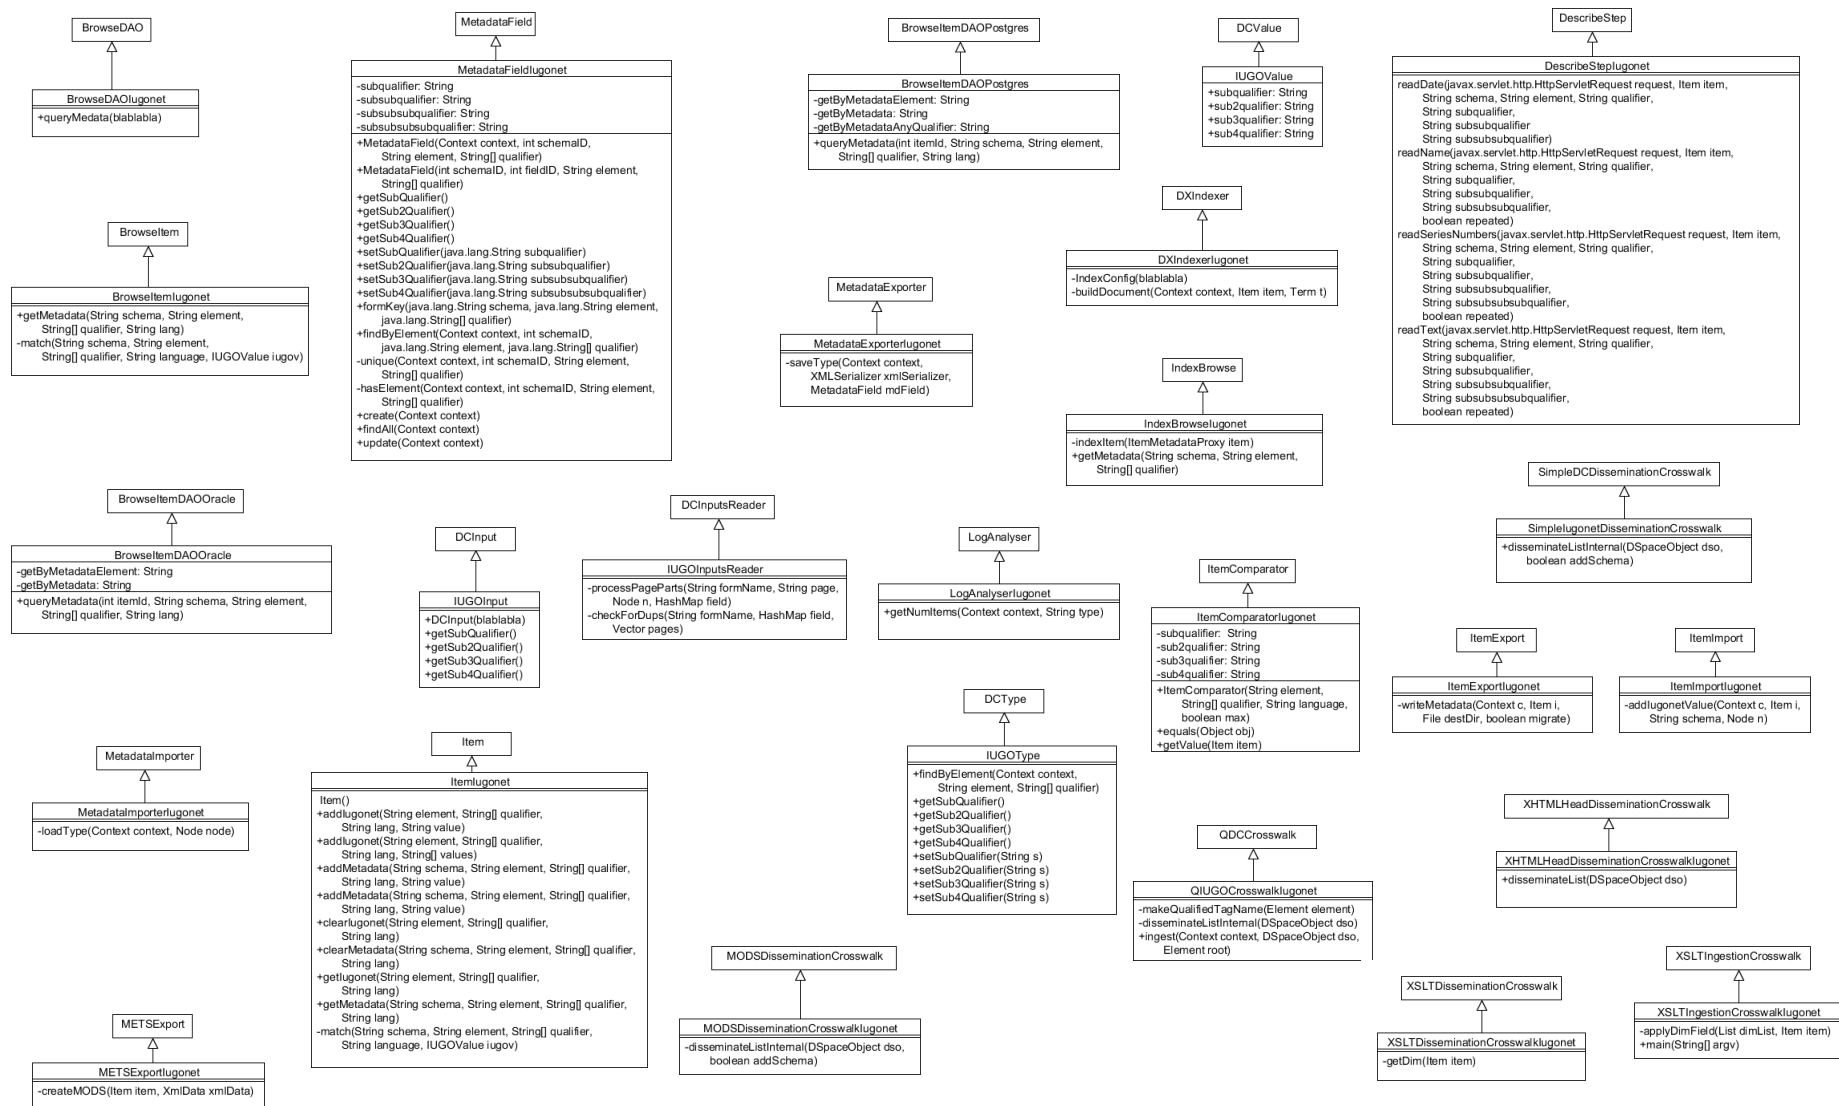 BrowseDAO
BrowseDAOIugonet
+queryMedata(blablabla)
MetadataField
MetadataFieldIugonet
-subqualifier: String
-subsubqualifier: String
-subsubsubqualifier: String
-subsubsubsubqualifier: String
+MetadataField(Context context, int schemaID,
String element, String[] qualifier)
+MetadataField(int schemaID, int fieldID, String element,
String[] qualifier)
+getSubQualifier()
+getSub2Qualifier()
+getSub3Qualifier()
+getSub4Qualifier()
+setSubQualifier(java.lang.String subqualifier)
+setSub2Qualifier(java.lang.String subsubqualifier)
+setSub3Qualifier(java.lang.String subsubsubqualifier)
+setSub4Qualifier(java.lang.String subsubsubsubqualifier)
+formKey(java.lang.String schema, java.lang.String element,
java.lang.String[] qualifier)
+findByElement(Context context, int schemaID,
java.lang.String element, java.lang.String[] qualifier)
-unique(Context context, int schemaID, String element,
String[] qualifier)
-hasElement(Context context, int schemaID, String element,
String[] qualifier)
+create(Context context)
+findAll(Context context)
+update(Context context)
BrowseItemDAOPostgres
BrowseItemDAOPostgres
-getByMetadataElement: String
-getByMetadata: String
-getByMetadataAnyQualifier: String
+queryMetadata(int itemId, String schema, String element,
String[] qualifier, String lang)
DCValue
IUGOValue
+subqualifier: String
+sub2qualifier: String
+sub3qualifier: String
+sub4qualifier: String
DescribeStep
DescribeStepIugonet
readDate(javax.servlet.http.HttpServletRequest request, Item item,
String schema, String element, String qualifier,
String subqualifier,
String subsubqualifier
String subsubsubqualifier)
readName(javax.servlet.http.HttpServletRequest request, Item item,
String schema, String element, String qualifier,
String subqualifier,
String subsubqualifier,
String subsubsubqualifier,
boolean repeated)
readSeriesNumbers(javax.servlet.http.HttpServletRequest request, Item item,
String schema, String element, String qualifier,
String subqualifier,
String subsubqualifier,
String subsubsubqualifier,
String subsubsubsubqualifier,
boolean repeated)
readText(javax.servlet.http.HttpServletRequest request, Item item,
String schema, String element, String qualifier,
String subqualifier,
String subsubqualifier,
String subsubsubqualifier,
String subsubsubsubqualifier,
boolean repeated)
BrowseItem
BrowseItemIugonet
+getMetadata(String schema, String element,
String[] qualifier, String lang)
-match(String schema, String element,
String[] qualifier, String language, IUGOValue iugov)
DXIndexer
DXIndexerIugonet
-IndexConfig(blablabla)
-buildDocument(Context context, Item item, Term t)
MetadataExporter
MetadataExporterIugonet
-saveType(Context context,
XMLSerializer xmlSerializer,
MetadataField mdField)
IndexBrowse
IndexBrowseIugonet
-indexItem(ItemMetadataProxy item)
+getMetadata(String schema, String element,
String[] qualifier)
BrowseItemDAOOracle
BrowseItemDAOOracle
-getByMetadataElement: String
-getByMetadata: String
+queryMetadata(int itemId, String schema, String element,
String[] qualifier, String lang)
DCInput
IUGOInput
+DCInput(blablabla)
+getSubQualifier()
+getSub2Qualifier()
+getSub3Qualifier()
+getSub4Qualifier()
DCInputsReader
IUGOInputsReader
-processPageParts(String formName, String page,
Node n, HashMap field)
-checkForDups(String formName, HashMap field,
Vector pages)
LogAnalyser
LogAnalyserIugonet
+getNumItems(Context context, String type)
ItemComparator
ItemComparatorIugonet
-subqualifier: String
-sub2qualifier: String
-sub3qualifier: String
-sub4qualifier: String
+ItemComparator(String element,
String[] qualifier, String language,
boolean max)
+equals(Object obj)
+getValue(Item item)
SimpleDCDisseminationCrosswalk
SimpleIugonetDisseminationCrosswalk
+disseminateListInternal(DSpaceObject dso,
boolean addSchema)
ItemExport
ItemExportIugonet
-writeMetadata(Context c, Item i,
File destDir, boolean migrate)
ItemImport
ItemImportIugonet
-addIugonetValue(Context c, Item i,
String schema, Node n)
MetadataImporter
MetadataImporterIugonet
-loadType(Context context, Node node)
Item
ItemIugonet
Item()
+addIugonet(String element, String[] qualifier,
String lang, String value)
+addIugonet(String element, String[] qualifier,
String lang, String[] values)
+addMetadata(String schema, String element, String[] qualifier,
String lang, String value)
+addMetadata(String schema, String element, String[] qualifier,
String lang, String value)
+clearIugonet(String element, String[] qualifier,
String lang)
+clearMetadata(String schema, String element, String[] qualifier,
String lang)
+getIugonet(String element, String[] qualifier,
String lang)
+getMetadata(String schema, String element, String[] qualifier,
String lang)
-match(String schema, String element, String[] qualifier,
String language, IUGOValue iugov)
DCType
IUGOType
+findByElement(Context context,
String element, String[] qualifier)
+getSubQualifier()
+getSub2Qualifier()
+getSub3Qualifier()
+getSub4Qualifier()
+setSubQualifier(String s)
+setSub2Qualifier(String s)
+setSub3Qualifier(String s)
+setSub4Qualifier(String s)
QDCCrosswalk
QIUGOCrosswalkIugonet
-makeQualifiedTagName(Element element)
-disseminateListInternal(DSpaceObject dso)
+ingest(Context context, DSpaceObject dso,
Element root)
XHTMLHeadDisseminationCrosswalk
XHTMLHeadDisseminationCrosswalkIugonet
+disseminateList(DSpaceObject dso)
METSExport
METSExportIugonet
-createMODS(Item item, XmlData xmlData)
MODSDisseminationCrosswalk
MODSDisseminationCrosswalkIugonet
-disseminateListInternal(DSpaceObject dso,
boolean addSchema)
XSLTDisseminationCrosswalk
XSLTDisseminationCrosswalkIugonet
-getDim(Item item)
XSLTIngestionCrosswalk
XSLTIngestionCrosswalkIugonet
-applyDimField(List dimList, Item item)
+main(String[] argv)